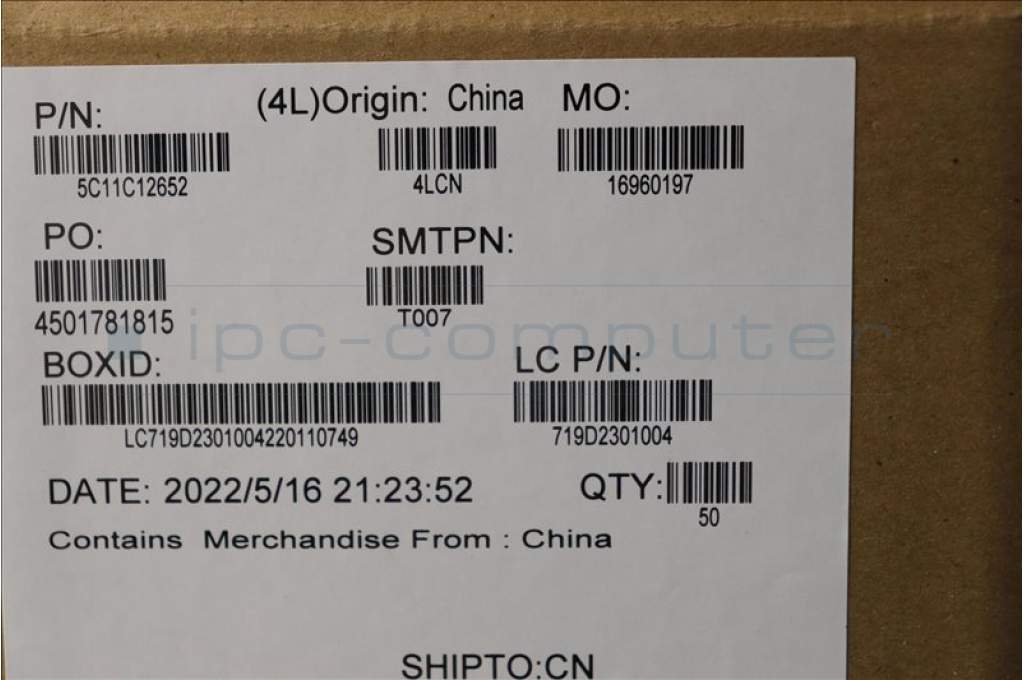 P/N: (4L)Origin: China MO:
5C11C12652 4LCN 16960197
PO: SMTPN:
4501781815 T007
ipc-computer
BOXID: LC P/N:
LC719D2301004220110749 719D2301004
DATE: 2022/5/16 21:23:52 QTY:
50
Contains Merchandise From : China
SHIPTO:CN